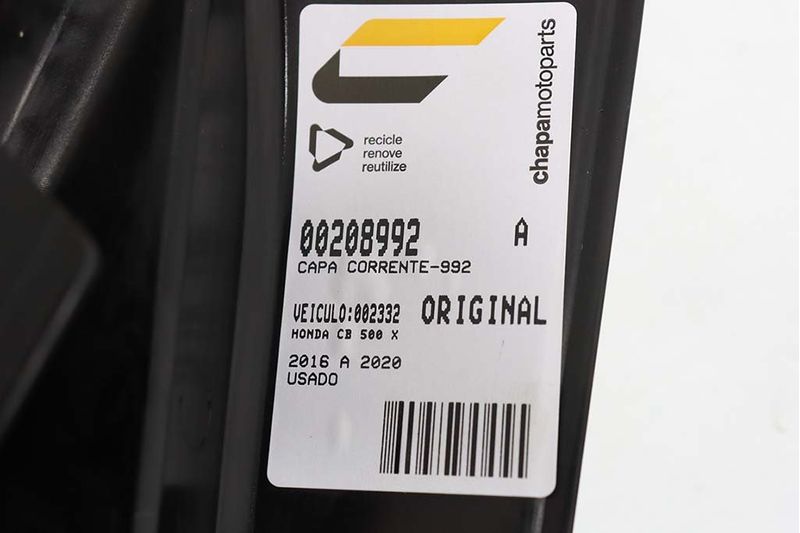 chapamotoparts
recicle
renove
reutilize
00208992 A
CAPA CORRENTE-992
VEICULO:002332 ORIGINAL
HONDA CB 500 X
2016 A 2020
USADO